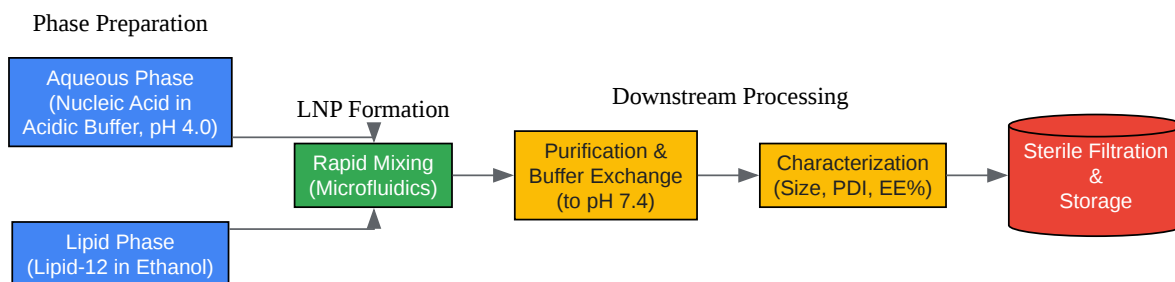 Phase Preparation
Aqueous Phase
(Nucleic Acid in
Acidic Buffer, pH 4.0)
Lipid Phase
(Lipid-12 in Ethanol)
LNP Formation
Rapid Mixing
(Microfluidics)
Downstream Processing
Purification &
Buffer Exchange
(to pH 7.4)
Characterization
(Size, PDI, EE%)
Sterile Filtration
&
Storage